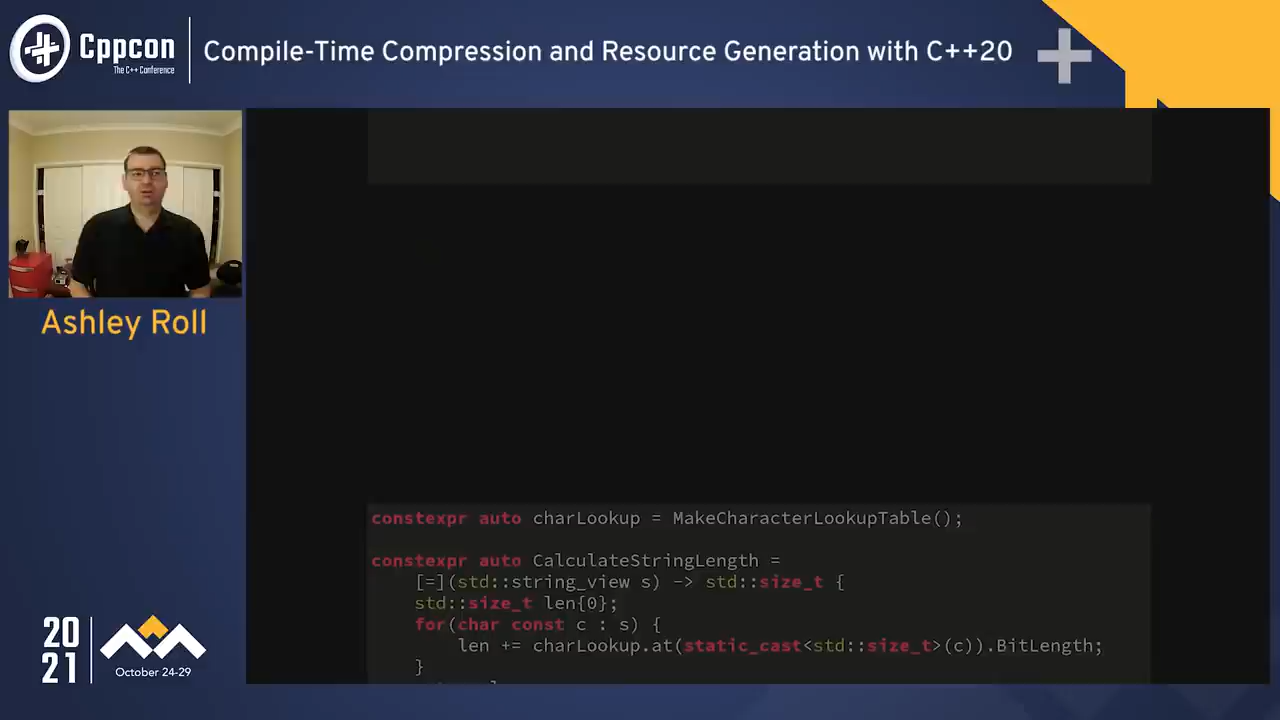 Cppcon
The C++ Conference
Compile-Time Compression and Resource Generation with C++20
Ashley Roll
constexpr auto charLookup = MakeCharacterLookupTable();
constexpr auto CalculateStringLength =
[=](std::string_view s) -> std::size_t {
std::size_t len{0};
for(char const c : s) {
len += charLookup.at(static_cast<std::size_t>(c)).BitLength;
}
20
21
October 24-29